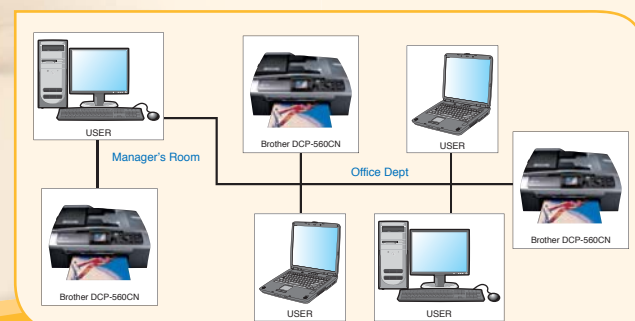 USER
Manager's Room
Brother DCP-560CN
Brother DCP-560CN
USER
Office Dept
Brother DCP-560CN
USER
USER